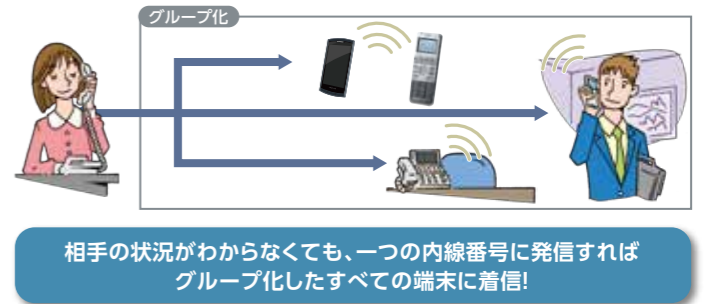 グループ化
相手の状況がわからなくても、一つの内線番号に発信すれば
グループ化したすべての端末に着信!